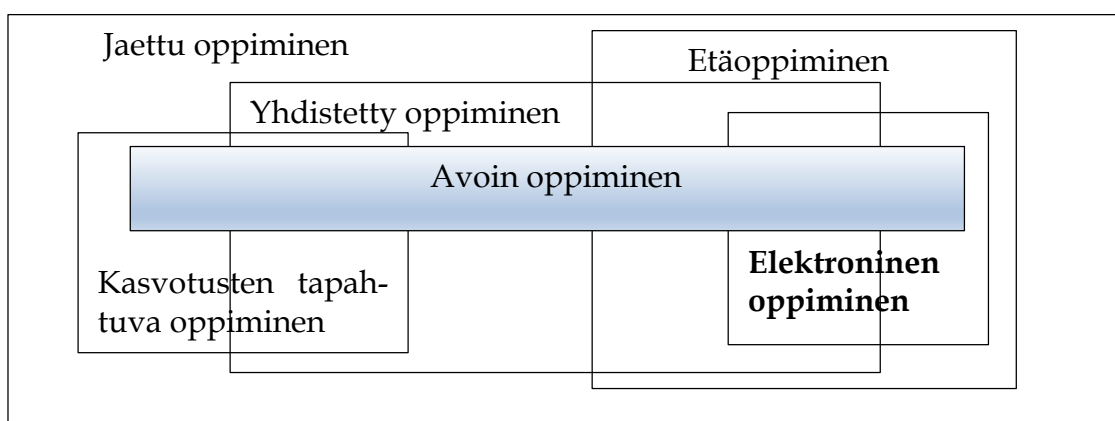 Jaettu oppiminen
Etäoppiminen
Yhdistetty oppiminen
Avoin oppiminen
Kasvotusten tapah-
tuva oppiminen
Elektroninen
oppiminen